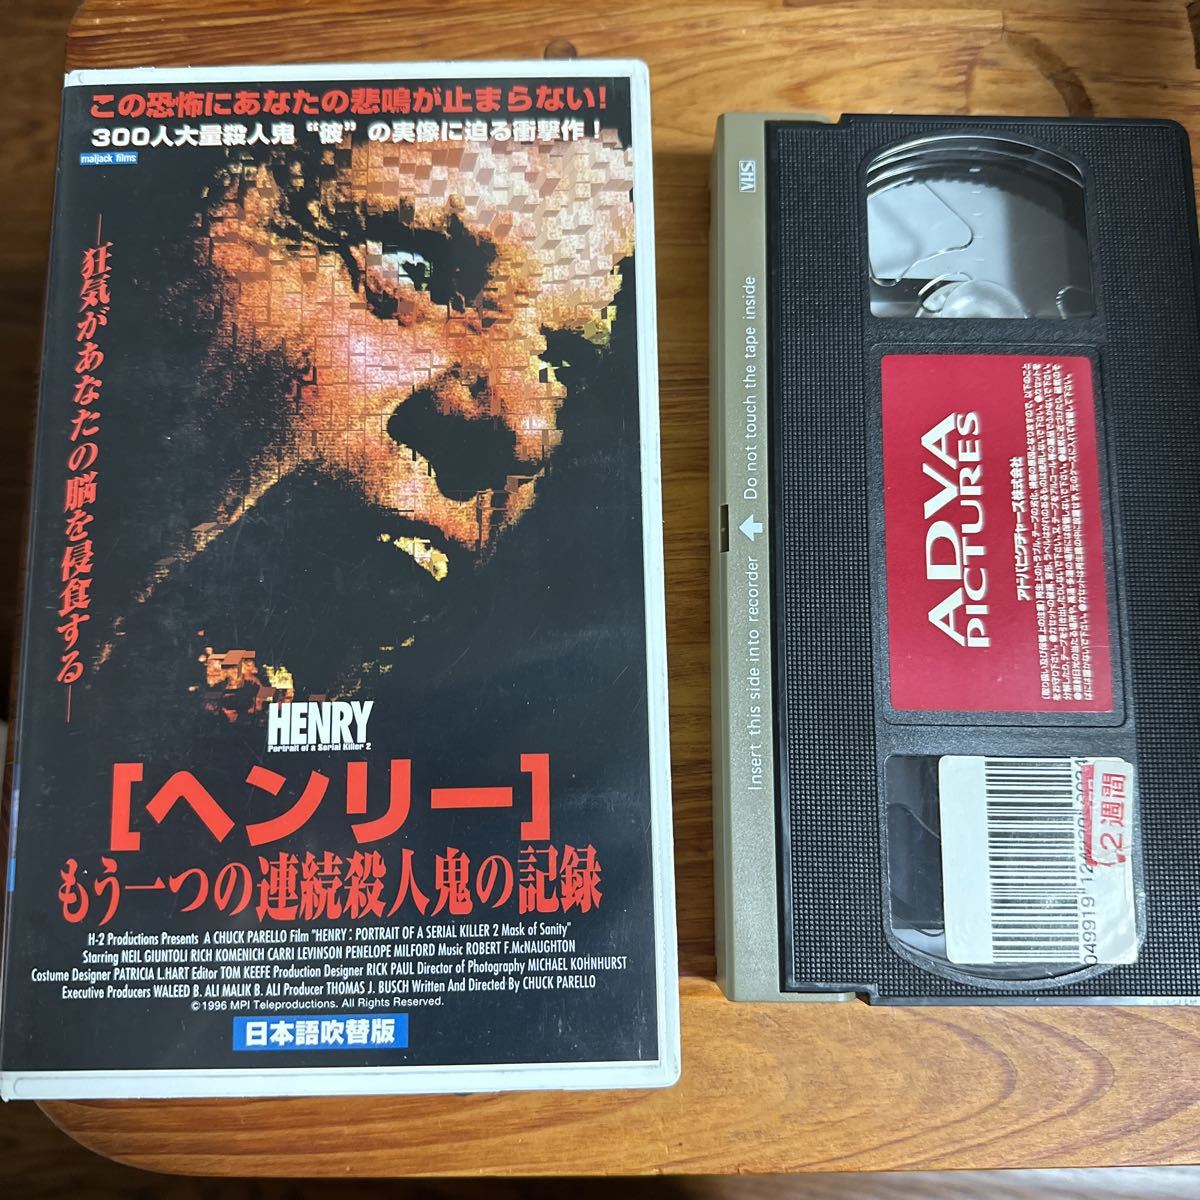 この恐怖にあなたの悲鳴が止まらない!
300人大量殺人鬼 “彼” の実像に迫る衝撃作!
maljack films
―狂気があなたの脳を侵食する―
HENRY
Portrait of a Serial Killer 2
[ヘンリー]
もう一つの連続殺人鬼の記録
H-2 Productions Presents A CHUCK PARELLO Film "HENRY: PORTRAIT OF A SERIAL KILLER 2 Mask of Sanity"
Starring NEIL GIUNTOLI RICH KOMENICH CARRI LEVINSON PENELOPE MILFORD Music ROBERT F.McNAUGHTON
Costume Designer PATRICIA L.HART Editor TOM KEEFE Production Designer RICK PAUL Director of Photography MICHAEL KOHNHURST
Executive Producers WALEED B. ALI MALIK B. ALI Producer THOMAS J. BUSCH Written And Directed By CHUCK PARELLO
©1996 MPI Teleproductions. All Rights Reserved.
日本語吹替版
VHS
Insert this side into recorder Do not touch the tape inside
ADVA
PICTURES
アドバピクチャーズ株式会社
2週間